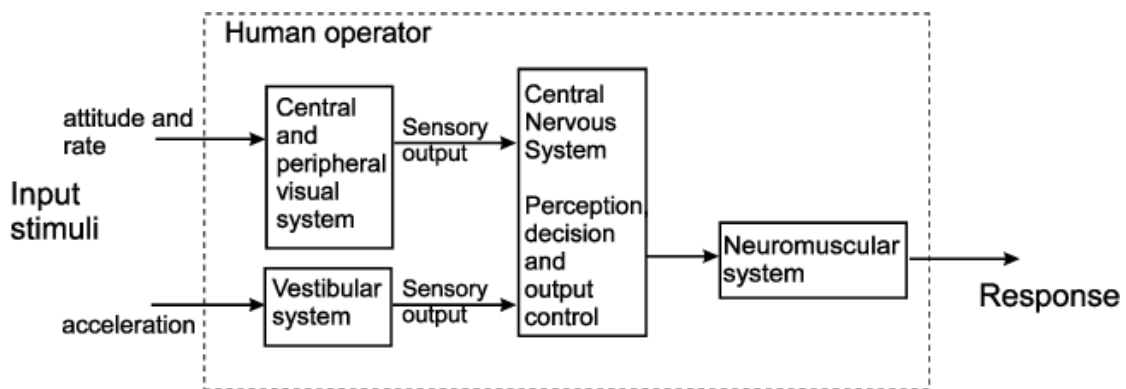 Human operator
attitude and
rate
Input
stimuli
acceleration
Central
and
peripheral
visual
system
Sensory
output
Vestibular
system
Sensory
output
Central
Nervous
System
Perception,
decision
and
output
control
Neuromuscular
system
Response